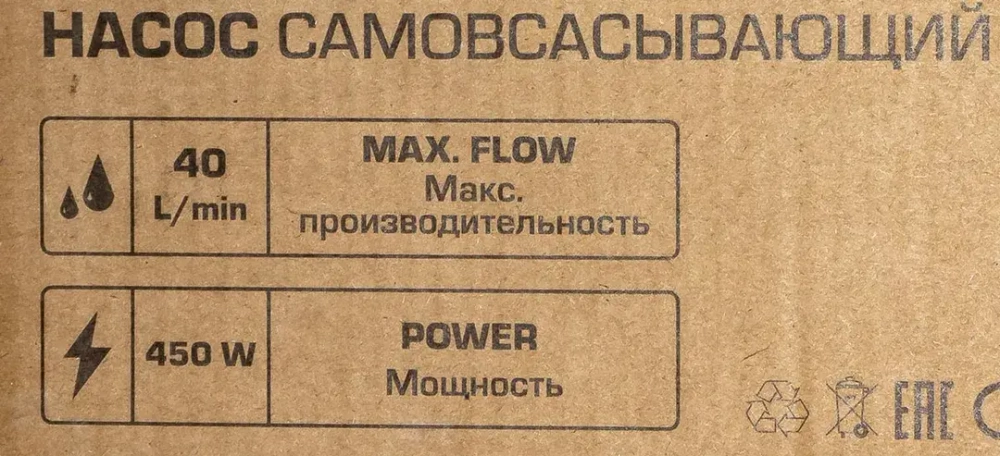 НАСОС САМОВСАСЫВАЮЩИЙ
40
L/min
MAX. FLOW
Макс.
производительность
450 W
POWER
Мощность
EAC